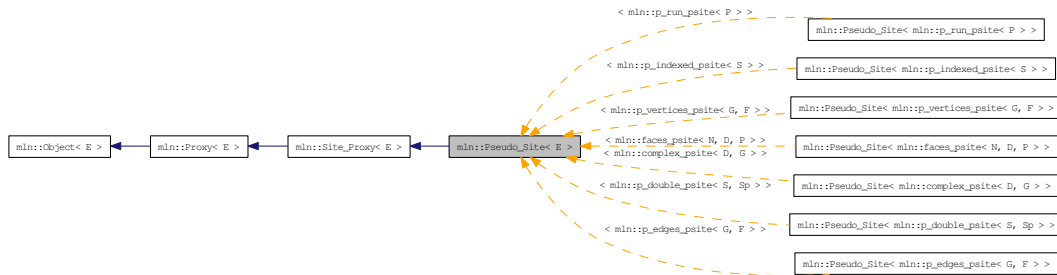 < mln::p_run_psite< P > >
mln::Pseudo_Site< mln::p_run_psite< P > >
< mln::p_indexed_psite< S > >
mln::Pseudo_Site< mln::p_indexed_psite< S > >
< mln::p_vertices_psite< G, F > >
mln::Pseudo_Site< mln::p_vertices_psite< G, F > >
mln::Object< E >
mln::Proxy< E >
mln::Site_Proxy< E >
mln::Pseudo_Site< E >
< mln::faces_psite< N, D, P > >
< mln::complex_psite< D, G > >
mln::Pseudo_Site< mln::faces_psite< N, D, P > >
mln::Pseudo_Site< mln::complex_psite< D, G > >
< mln::p_double_psite< S, Sp > >
mln::Pseudo_Site< mln::p_double_psite< S, Sp > >
< mln::p_edges_psite< G, F > >
mln::Pseudo_Site< mln::p_edges_psite< G, F > >